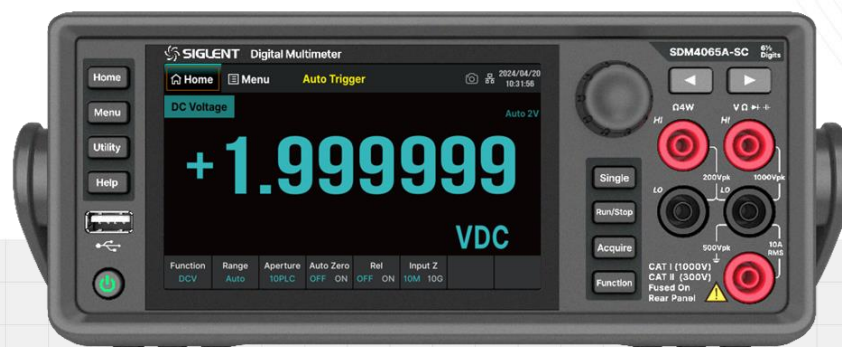 SIGLENT Digital Multimeter
SDM4065A-SC 6½ Digits
Home
Menu
Utility
Help
Home Menu Auto Trigger 2024/04/20
10:31:56
DC Voltage
Auto 2V
+1.999999
VDC
Function Range Aperture Auto Zero Rel Input Z
DCV Auto 10PLC OFF ON OFF ON 10M 10G
Single
Run/Stop
Acquire
Function
Ω4W VΩ
HI HI
200Vpk 1000Vpk
LO LO
500Vpk 10A
RMS
CAT I (1000V)
CAT II (300V)
Fused On
Rear Panel